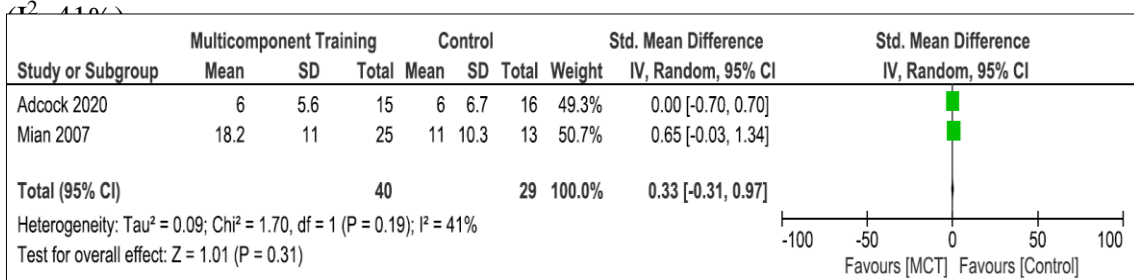 (I²=41%)
Multicomponent Training Control Std. Mean Difference Std. Mean Difference
Study or Subgroup Mean SD Total Mean SD Total Weight IV, Random, 95% CI IV, Random, 95% CI
Adcock 2020 6 5.6 15 6 6.7 16 49.3% 0.00 [-0.70, 0.70]
Mian 2007 18.2 11 25 11 10.3 13 50.7% 0.65 [-0.03, 1.34]
Total (95% CI) 40 29 100.0% 0.33 [-0.31, 0.97]
Heterogeneity: Tau² = 0.09; Chi² = 1.70, df = 1 (P = 0.19); I² = 41%
Test for overall effect: Z = 1.01 (P = 0.31)
-100 -50 0 50 100
Favours [MCT] Favours [Control]